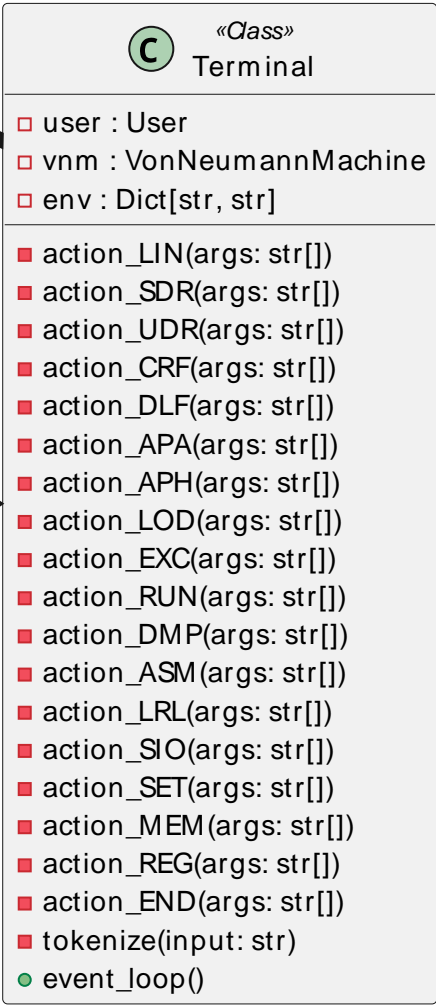 C
«Class»
Terminal
user : User
vnm : VonNeumannMachine
env : Dict[str, str]
action_LIN(args: str[])
action_SDR(args: str[])
action_UDR(args: str[])
action_CRF(args: str[])
action_DLF(args: str[])
action_APA(args: str[])
action_APH(args: str[])
action_LOD(args: str[])
action_EXC(args: str[])
action_RUN(args: str[])
action_DMP(args: str[])
action_ASM(args: str[])
action_LRL(args: str[])
action_SIO(args: str[])
action_SET(args: str[])
action_MEM(args: str[])
action_REG(args: str[])
action_END(args: str[])
tokenize(input: str)
event_loop()